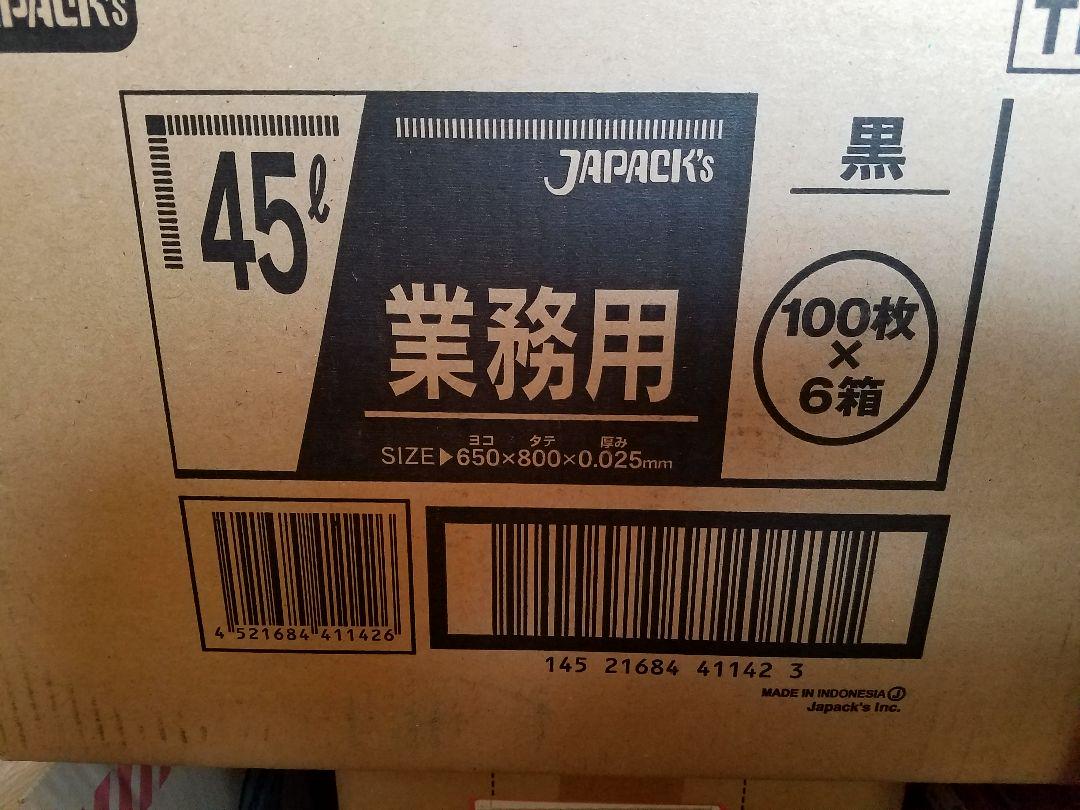 PACK's
T
45ℓ
JAPACK's
業務用
ヨコ タテ 厚み
SIZE▶650×800×0.025mm
黒
100枚
×
6箱
4 521684 411426
145 21684 41142 3
MADE IN INDONESIA Ⓙ
Japack's Inc.